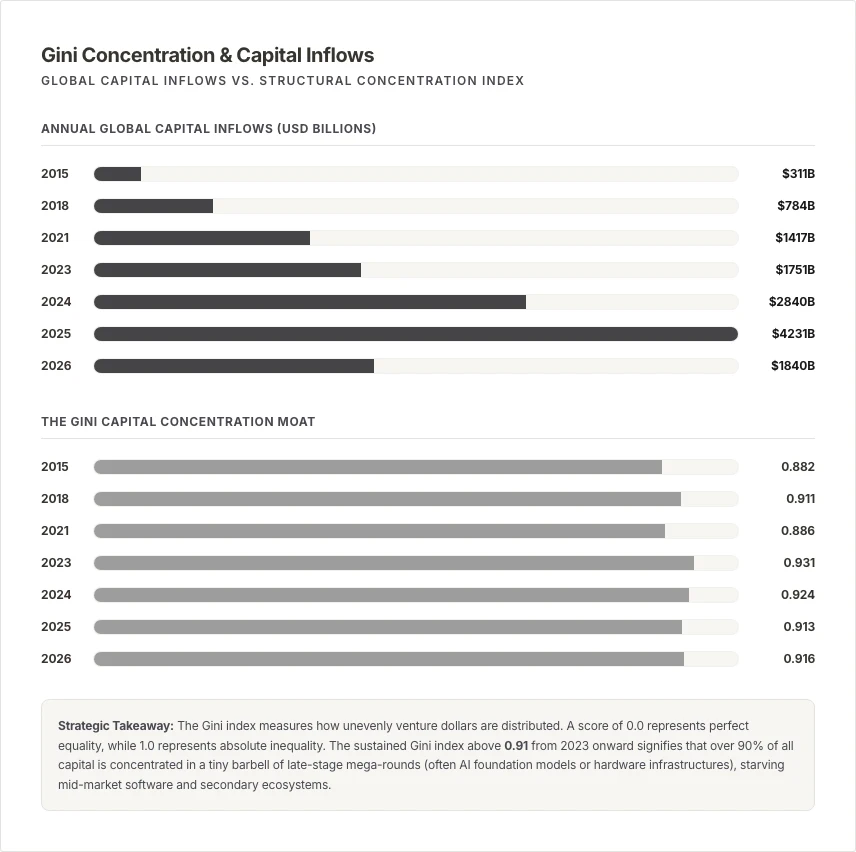 Gini Concentration & Capital Inflows
GLOBAL CAPITAL INFLOWS VS. STRUCTURAL CONCENTRATION INDEX
ANNUAL GLOBAL CAPITAL INFLOWS (USD BILLIONS)
2015 $311B
2018 $784B
2021 $1417B
2023 $1751B
2024 $2840B
2025 $4231B
2026 $1840B
THE GINI CAPITAL CONCENTRATION MOAT
2015 0.882
2018 0.911
2021 0.886
2023 0.931
2024 0.924
2025 0.913
2026 0.916
Strategic Takeaway: The Gini index measures how unevenly venture dollars are distributed. A score of 0.0 represents perfect
equality, while 1.0 represents absolute inequality. The sustained Gini index above 0.91 from 2023 onward signifies that over 90% of all
capital is concentrated in a tiny barbell of late-stage mega-rounds (often AI foundation models or hardware infrastructures), starving
mid-market software and secondary ecosystems.